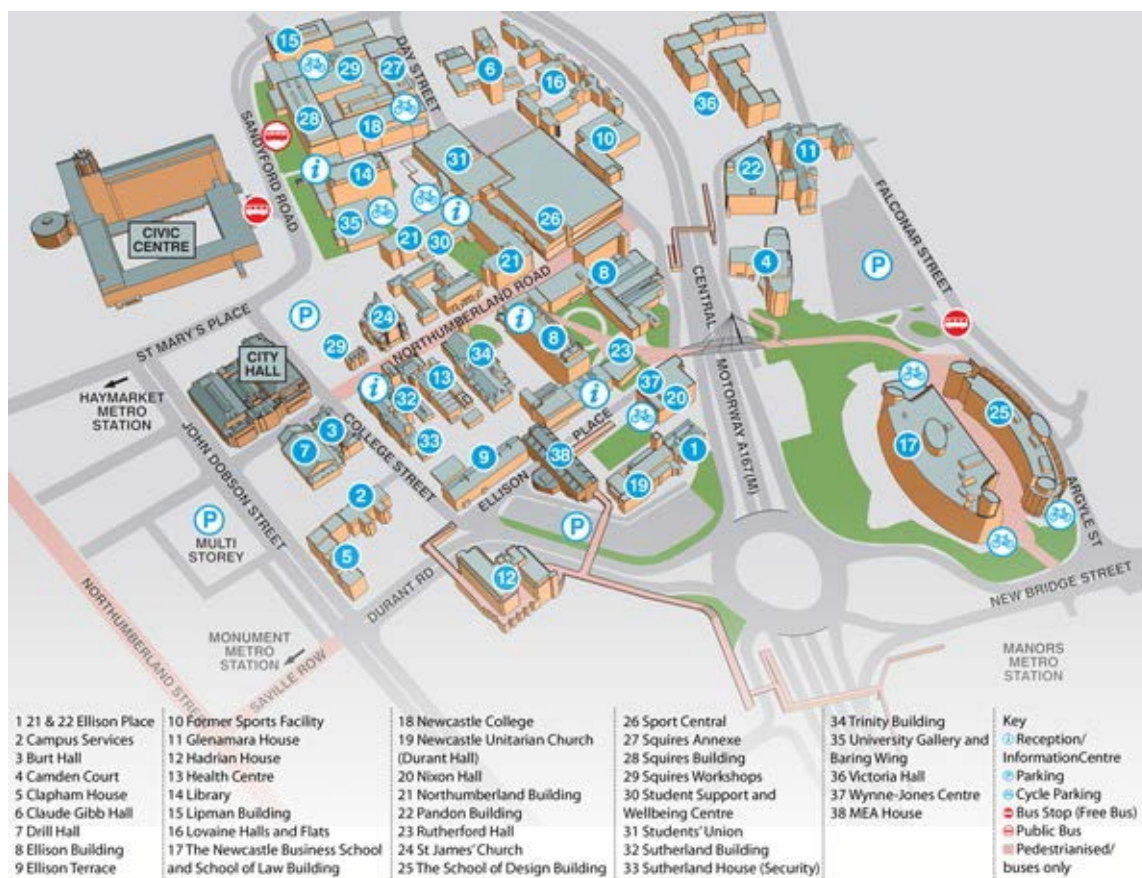 15
29
27
DAY STREET
6
16
36
28
18
10
11
SANDYFORD ROAD
31
22
i
14
CIVIC
CENTRE
35
i
26
FALCONAR STREET
21
30
21
8
4
P
CENTRAL MOTORWAY A167(M)
P
24
NORTHUMBERLAND ROAD
i
8
ST MARY'S PLACE
29
CITY
HALL
34
23
HAYMARKET
METRO
STATION
i
32
13
i
37
20
25
COLLEGE STREET
3
7
33
9
38
1
17
JOHN DOBSON STREET
ELLISON PLACE
19
2
P
MULTI
STOREY
P
ARGYLE ST
5
12
DURANT RD
NEW BRIDGE STREET
NORTHUMBERLAND STREET
MONUMENT
METRO
STATION
SAVILLE ROW
MANORS
METRO
STATION
1 21 & 22 Ellison Place
2 Campus Services
3 Burt Hall
4 Camden Court
5 Clapham House
6 Claude Gibb Hall
7 Drill Hall
8 Ellison Building
9 Ellison Terrace
10 Former Sports Facility
11 Glenamara House
12 Hadrian House
13 Health Centre
14 Library
15 Lipman Building
16 Lovaine Halls and Flats
17 The Newcastle Business School
and School of Law Building
18 Newcastle College
19 Newcastle Unitarian Church
(Durant Hall)
20 Nixon Hall
21 Northumberland Building
22 Pandon Building
23 Rutherford Hall
24 St James' Church
25 The School of Design Building
26 Sport Central
27 Squires Annexe
28 Squires Building
29 Squires Workshops
30 Student Support and
Wellbeing Centre
31 Students' Union
32 Sutherland Building
33 Sutherland House (Security)
34 Trinity Building
35 University Gallery and
Baring Wing
36 Victoria Hall
37 Wynne-Jones Centre
38 MEA House
Key
Reception/
InformationCentre
Parking
Cycle Parking
Bus Stop (Free Bus)
Public Bus
Pedestrianised/
buses only